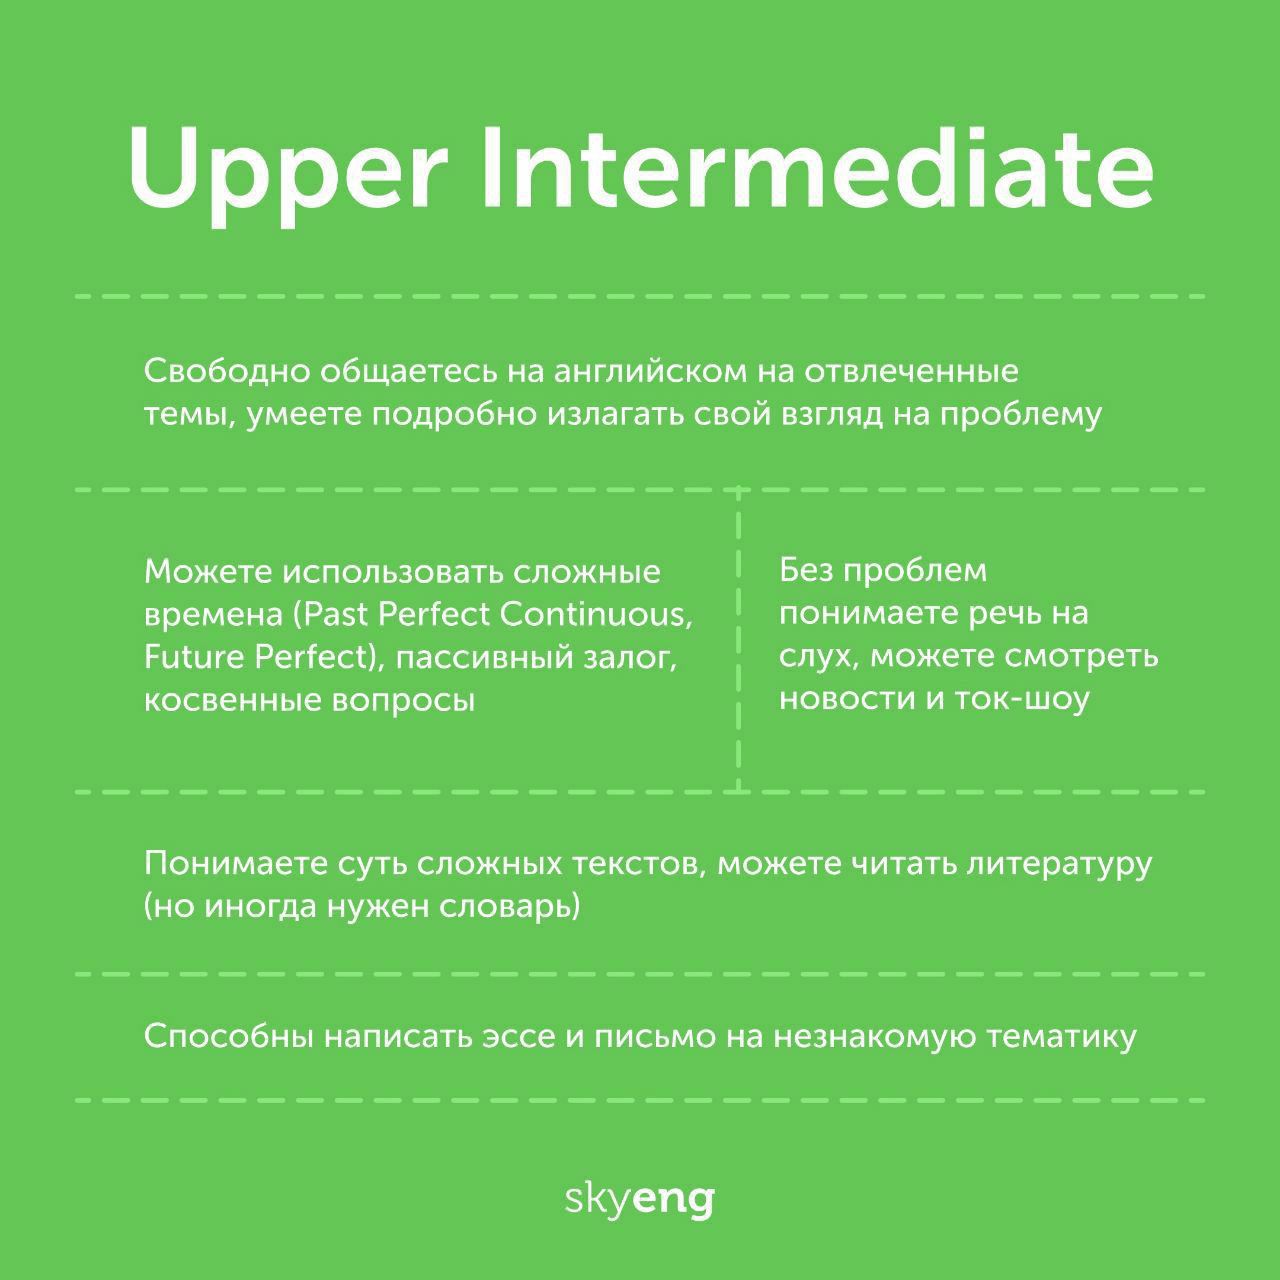 Upper Intermediate
Свободно общаетесь на английском на отвлеченные
темы, умеете подробно излагать свой взгляд на проблему
Можете использовать сложные
времена (Past Perfect Continuous,
Future Perfect), пассивный залог,
косвенные вопросы
Без проблем
понимаете речь на
слух, можете смотреть
новости и ток-шоу
Понимаете суть сложных текстов, можете читать литературу
(но иногда нужен словарь)
Способны написать эссе и письмо на незнакомую тематику
skyeng